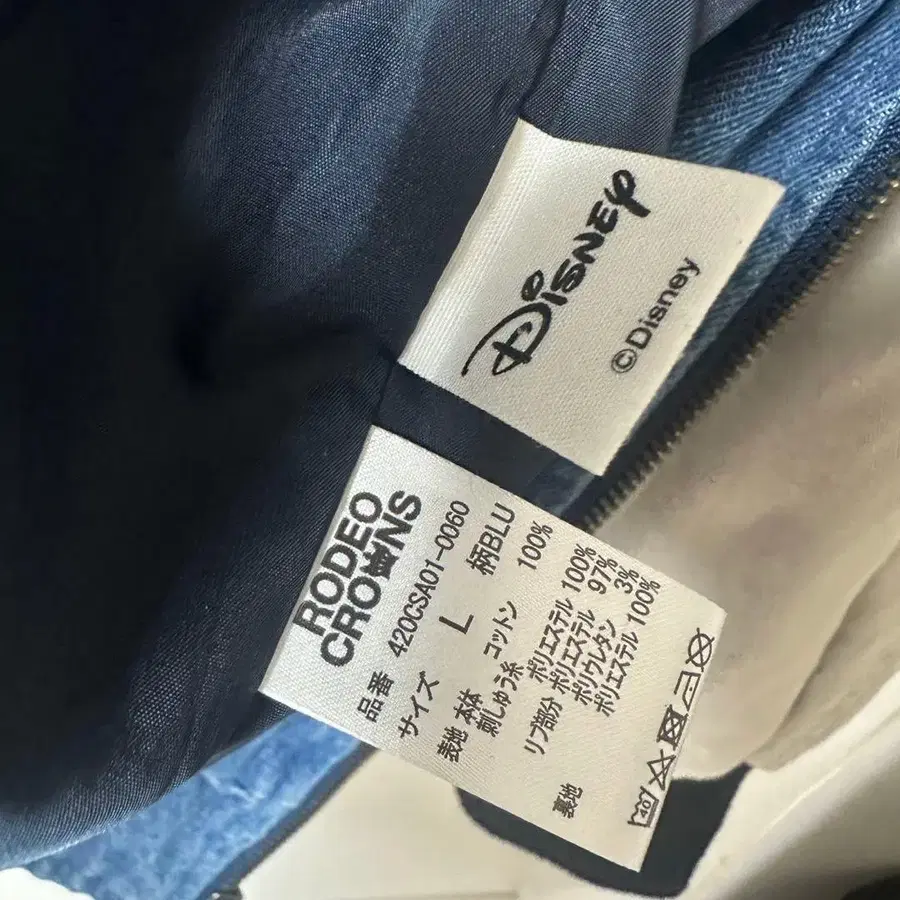 Disney
©Disney
RODEO
CROWNS
品番 420CSA01-0060
サイズ L 柄BLU
表地 本体 コットン 100%
刺しゅう糸 ポリエステル 100%
リブ部分 ポリエステル 97%
ポリウレタン 3%
裏地 ポリエステル 100%
40